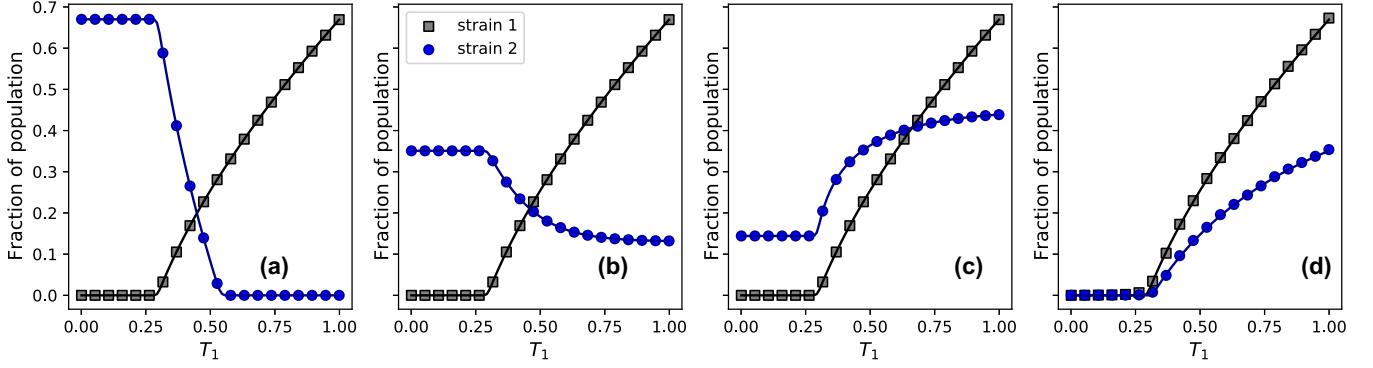 0.7
0.6
0.5
0.4
0.3
0.2
0.1
0.0
Fraction of population
(a)
0.00 0.25 0.50 0.75 1.00
T1
strain 1
strain 2
Fraction of population
(b)
0.00 0.25 0.50 0.75 1.00
T1
Fraction of population
(c)
0.00 0.25 0.50 0.75 1.00
T1
Fraction of population
(d)
0.00 0.25 0.50 0.75 1.00
T1